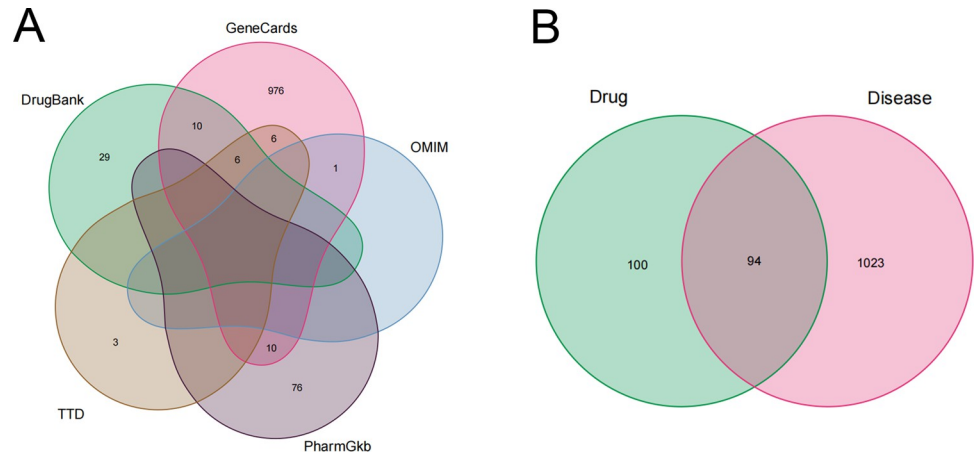 A
GeneCards
DrugBank
OMIM
TTD
PharmGkb
976
10
6
6
1
29
3
10
76
B
Drug
Disease
100
94
1023